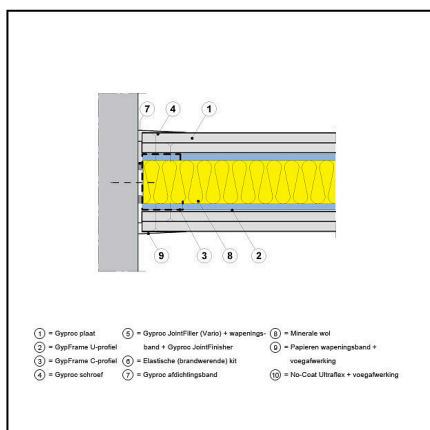 7 4 1
9 3 8 2
1 = Gyproc plaat
2 = GypFrame U-profiel
3 = GypFrame C-profiel
4 = Gyproc schroef
5 = Gyproc JointFiller (Vario) + wapenings-
band + Gyproc JointFinisher
6 = Elastische (brandwerende) kit
7 = Gyproc afdichtingsband
8 = Minerale wol
9 = Papieren wapeningsband +
voegafwerking
10 = No-Coat Ultraflex + voegafwerking